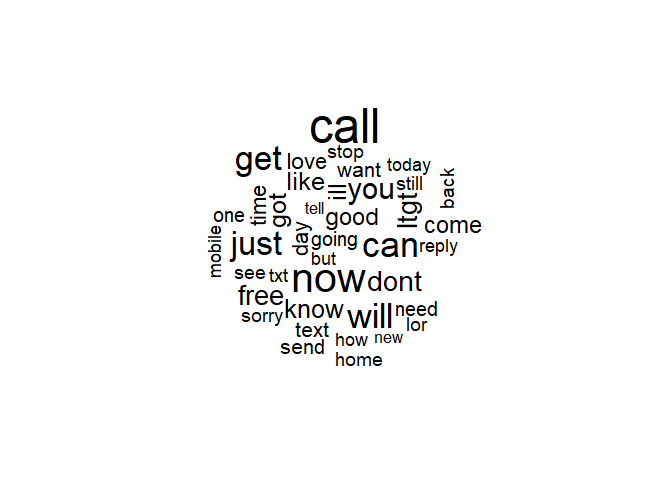 call
get
love
stop
want
today
like
ill
you
still
back
time
got
tell
good
ltgt
one
come
mobile
just
day
going
can
reply
but
see
txt
now
dont
free
know
will
need
sorry
text
lor
send
how
new
home